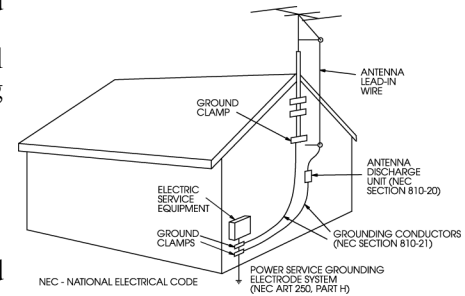 ANTENNA
LEAD-IN
WIRE
GROUND
CLAMP
ANTENNA
DISCHARGE
UNIT (NEC
SECTION 810-20)
ELECTRIC
SERVICE
EQUIPMENT
GROUNDING CONDUCTORS
(NEC SECTION 810-21)
GROUND
CLAMPS
POWER SERVICE GROUNDING
ELECTRODE SYSTEM
(NEC ART 250, PART H)
NEC - NATIONAL ELECTRICAL CODE